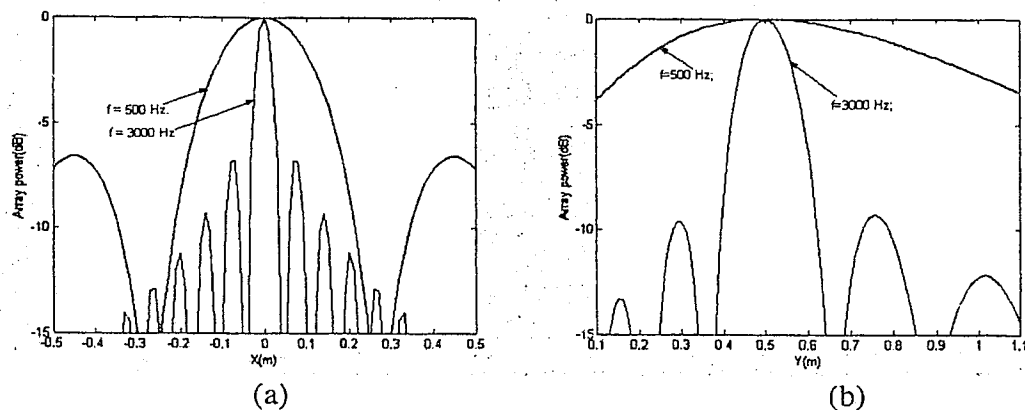 0
-5
-10
-15
Array power(dB)
f = 500 Hz.
f = 3000 Hz
-0.5 -0.4 -0.3 -0.2 -0.1 0 0.1 0.2 0.3 0.4 0.5
X(m)
(a)
0
-5
-10
-15
Array power(dB)
f=500 Hz;
f=3000 Hz;
0.1 0.2 0.3 0.4 0.5 0.6 0.7 0.8 0.9 1 1.1
Y(m)
(b)